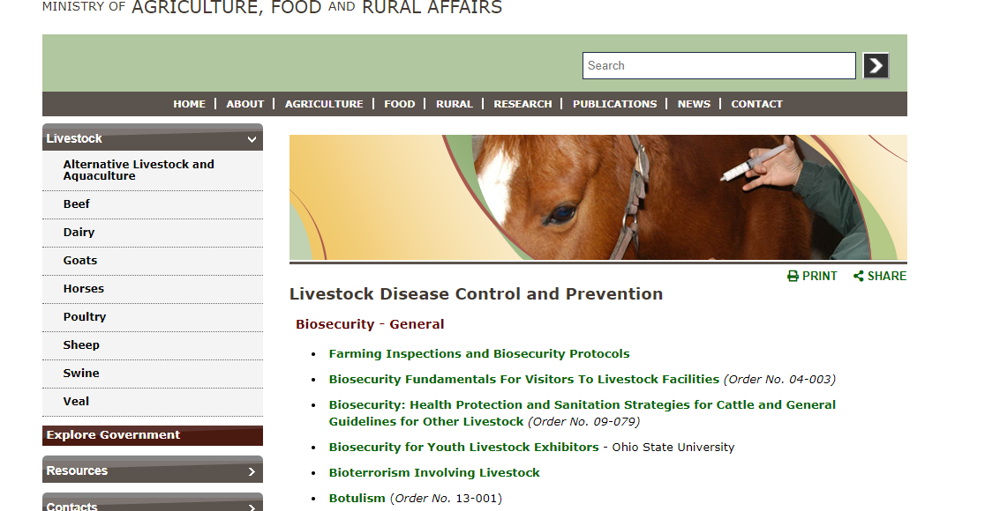 MINISTRY OF AGRICULTURE, FOOD AND RURAL AFFAIRS
Search
HOME | ABOUT | AGRICULTURE | FOOD | RURAL | RESEARCH | PUBLICATIONS | NEWS | CONTACT
Livestock
Alternative Livestock and
Aquaculture
Beef
Dairy
Goats
Horses
Poultry
Sheep
Swine
Veal
Explore Government
Resources
Contacts
PRINT SHARE
Livestock Disease Control and Prevention
Biosecurity - General
• Farming Inspections and Biosecurity Protocols
• Biosecurity Fundamentals For Visitors To Livestock Facilities (Order No. 04-003)
• Biosecurity: Health Protection and Sanitation Strategies for Cattle and General
Guidelines for Other Livestock (Order No. 09-079)
• Biosecurity for Youth Livestock Exhibitors - Ohio State University
• Bioterrorism Involving Livestock
• Botulism (Order No. 13-001)